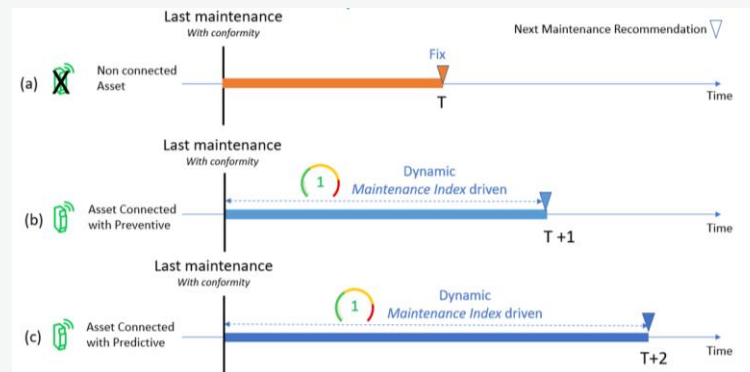 Last maintenance
With conformity
Next Maintenance Recommendation
Fix
(a)
Non connected
Asset
T
Time
Last maintenance
With conformity
1
Dynamic
Maintenance Index driven
(b)
Asset Connected
with Preventive
T +1
Time
Last maintenance
With conformity
1
Dynamic
Maintenance Index driven
(c)
Asset Connected
with Predictive
T+2
Time